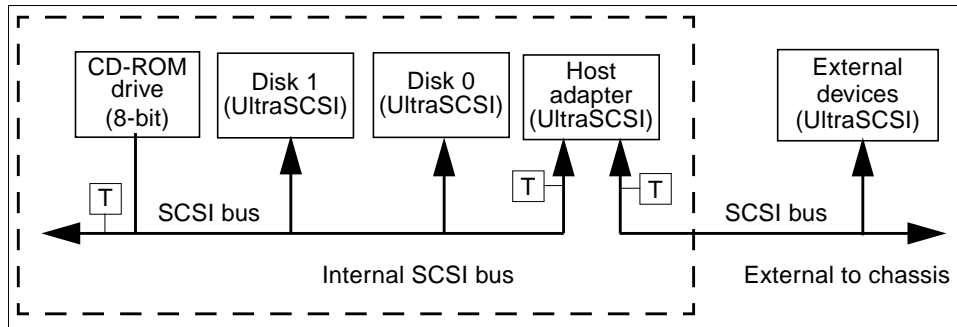 CD-ROM
drive
(8-bit)
Disk 1
(UltraSCSI)
Disk 0
(UltraSCSI)
Host
adapter
(UltraSCSI)
External
devices
(UltraSCSI)
T
T
T
SCSI bus
SCSI bus
Internal SCSI bus
External to chassis